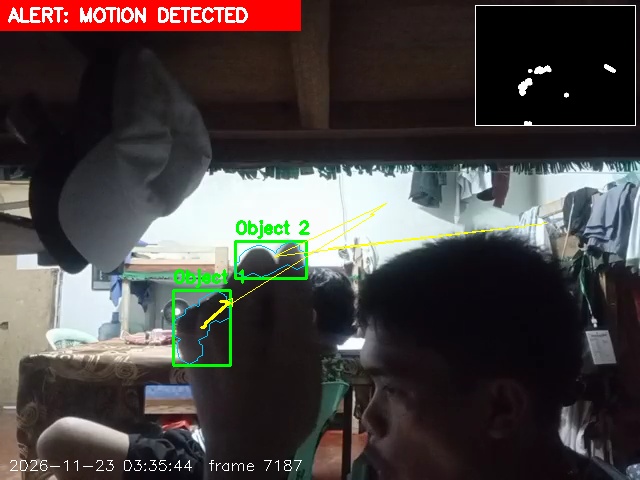 ALERT: MOTION DETECTED
Object 2
Object 1
2026-11-23 03:35:44 frame 7187